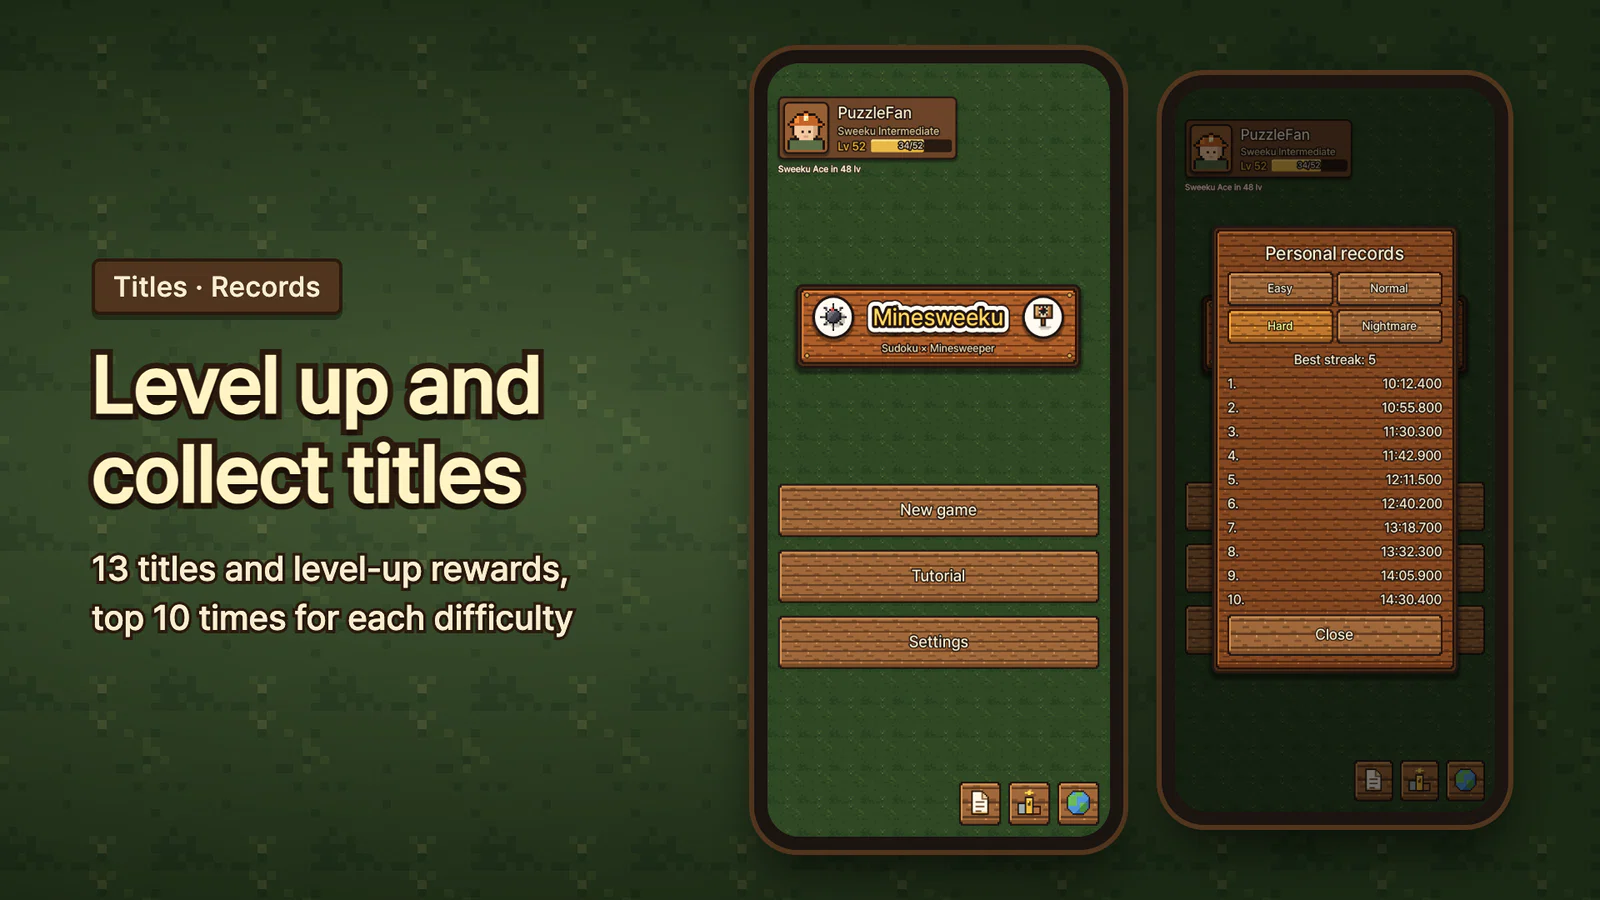 Titles · Records
Level up and
collect titles
13 titles and level-up rewards,
top 10 times for each difficulty
PuzzleFan
Sweeku Intermediate
Lv 52 34/52
Sweeku Ace in 48 lv
Minesweeku
Sudoku × Minesweeper
New game
Tutorial
Settings
PuzzleFan
Sweeku Intermediate
Lv 52 34/52
Sweeku Ace in 48 lv
Personal records
Easy Normal
Hard Nightmare
Best streak: 5
1. 10:12.400
2. 10:55.800
3. 11:30.300
4. 11:42.900
5. 12:11.500
6. 12:40.200
7. 13:18.700
8. 13:32.300
9. 14:05.900
10. 14:30.400
Close